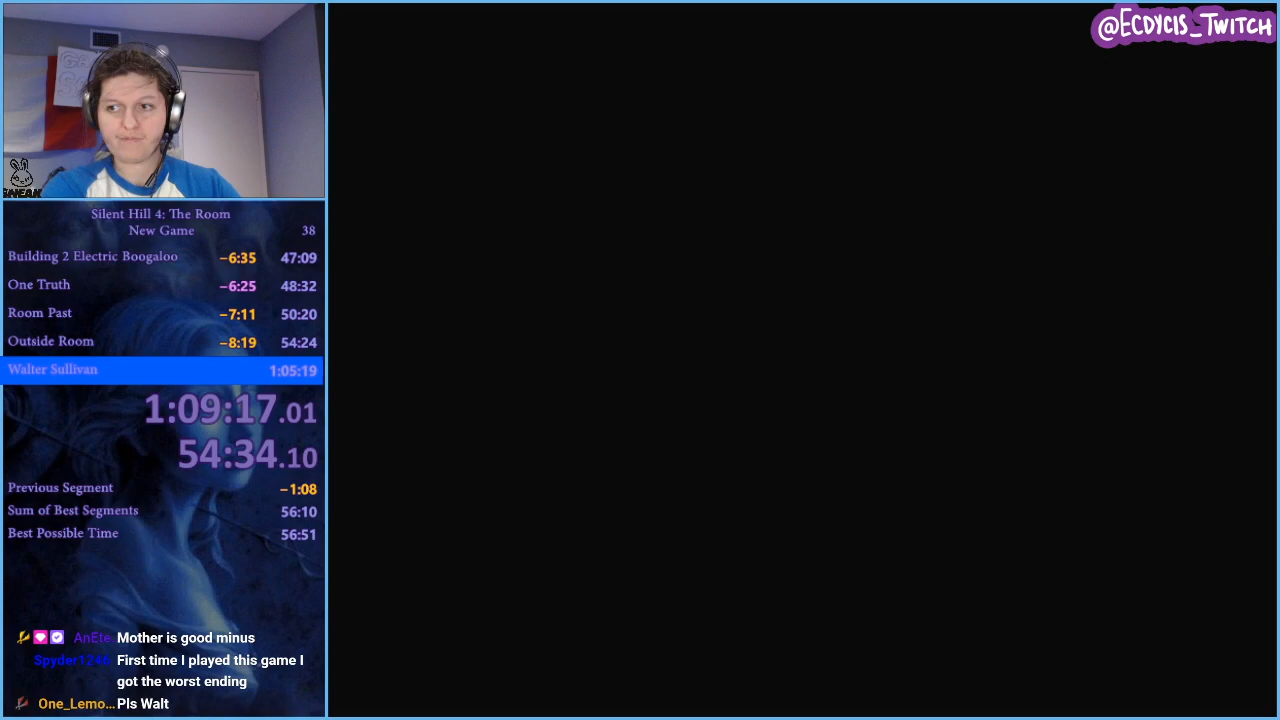 @ECDYCIS_TWITCH
SNEAK
Silent Hill 4: The Room
New Game 38
Building 2 Electric Boogaloo −6:35 47:09
One Truth −6:25 48:32
Room Past −7:11 50:20
Outside Room −8:19 54:24
Walter Sullivan 1:05:19
1:09:17.01
54:34.10
Previous Segment −1:08
Sum of Best Segments 56:10
Best Possible Time 56:51
AnEte Mother is good minus
Spyder1246 First time I played this game I
got the worst ending
One_Lemo... Pls Walt